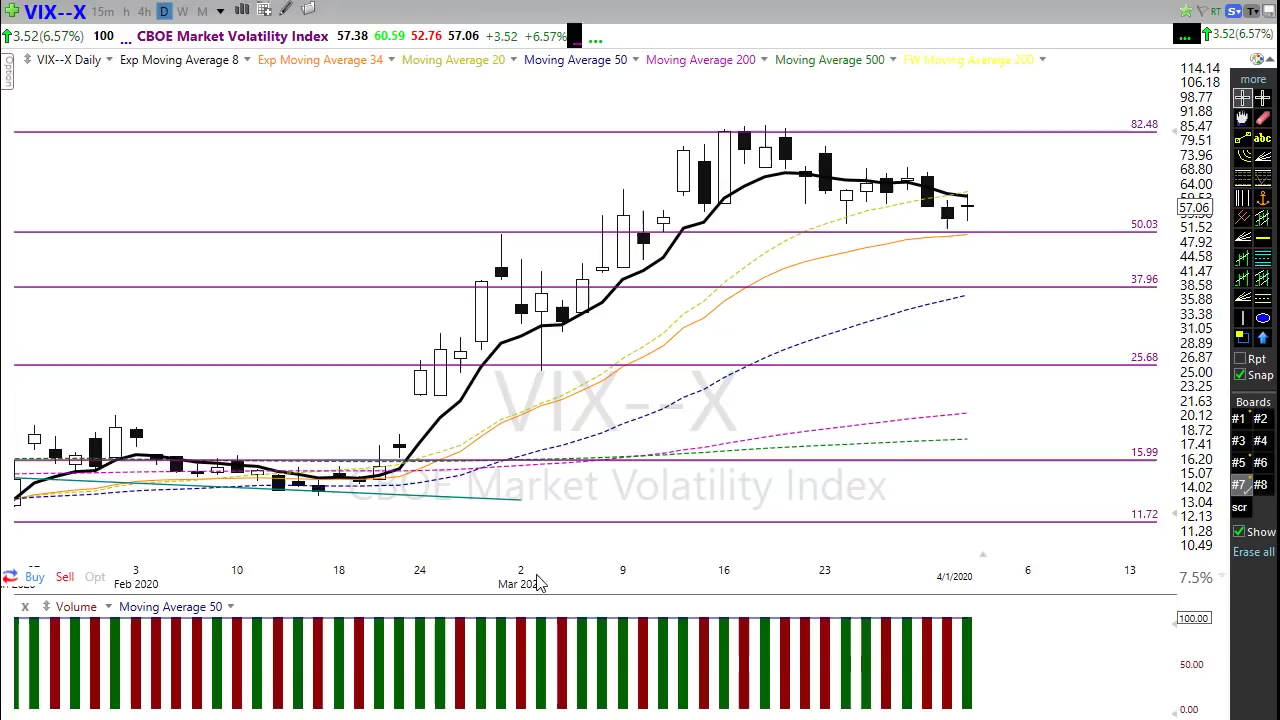 VIX--X 15m h 4h D W M RT S T
3.52(6.57%) 100 ... CBOE Market Volatility Index 57.38 60.59 52.76 57.06 +3.52 +6.57% ... ... 3.52(6.57%)
Option
VIX--X Daily Exp Moving Average 8 Exp Moving Average 34 Moving Average 20 Moving Average 50 Moving Average 200 Moving Average 500 FW Moving Average 200
114.14
106.18
98.77
91.88
85.47
79.51
73.96
68.80
64.00
57.06
51.52
47.92
44.58
41.47
38.58
35.88
33.38
31.05
28.89
26.87
25.00
23.25
21.63
20.12
18.72
17.41
16.20
15.07
14.02
13.04
12.13
11.28
10.49
82.48
50.03
37.96
25.68
15.99
11.72
VIX--X
CBOE Market Volatility Index
3 10 18 24 2 9 16 23 4/1/2020 6 13
Feb 2020 Mar
Buy Sell Opt
7.5%
x Volume Moving Average 50
100.00
50.00
0.00
more
abc
Rpt
Snap
Boards
#1 #2
#3 #4
#5 #6
#7 #8
scr
Show
Erase all